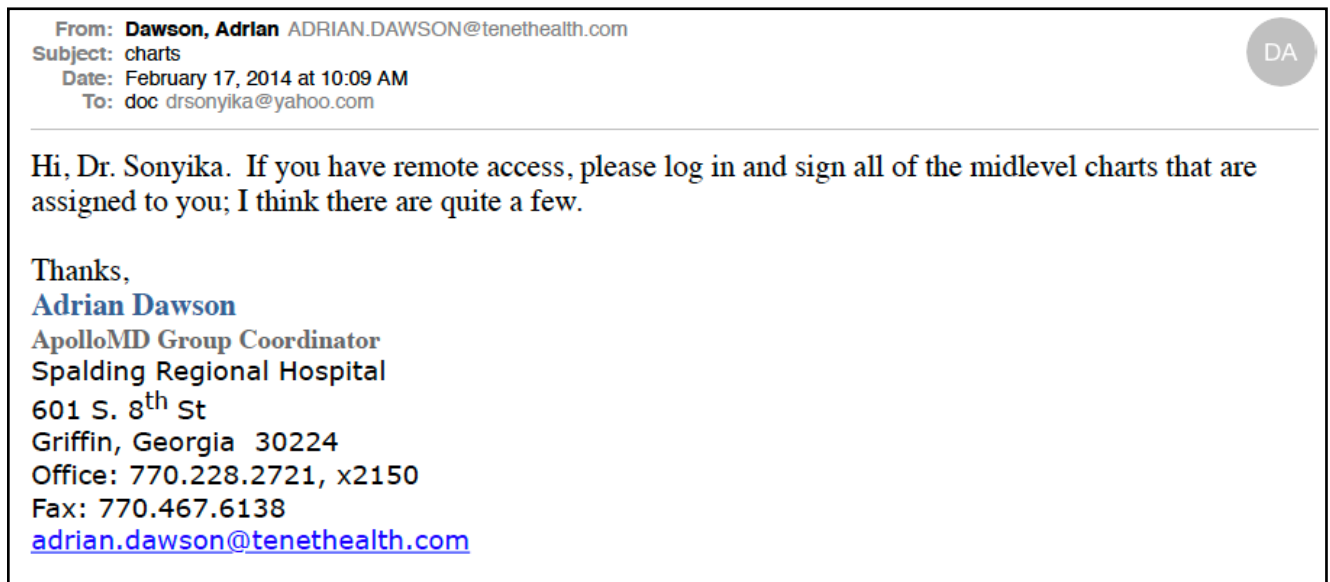 From: Dawson, Adrian ADRIAN.DAWSON@tenethealth.com
Subject: charts
Date: February 17, 2014 at 10:09 AM
To: doc drsonyika@yahoo.com
DA
Hi, Dr. Sonyika.  If you have remote access, please log in and sign all of the midlevel charts that are
assigned to you; I think there are quite a few.
Thanks,
Adrian Dawson
ApolloMD Group Coordinator
Spalding Regional Hospital
601 S. 8th St
Griffin, Georgia  30224
Office: 770.228.2721, x2150
Fax: 770.467.6138
adrian.dawson@tenethealth.com